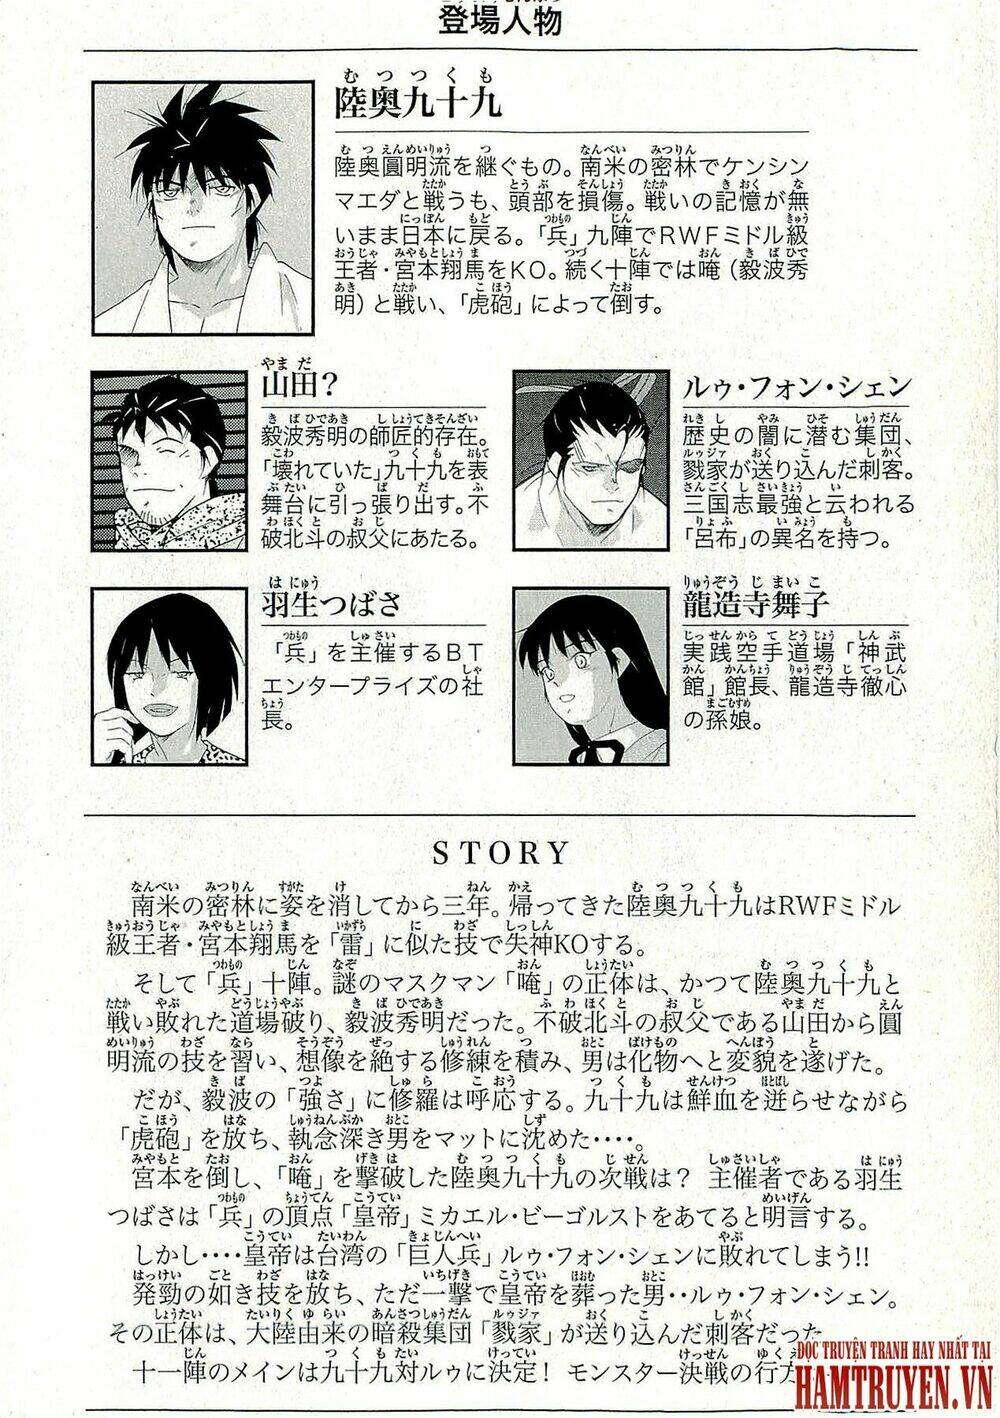 登場人物
陸奥九十九
陸奥圓明流を継ぐもの。南米の密林でケンシン
マエダと戦うも、頭部を損傷。戦いの記憶が無
いまま日本に戻る。「兵」九陣でRWFミドル級
王者・宮本翔馬をKO。続く十陣では唵（毅波秀
明）と戦い、「虎砲」によって倒す。
山田？
毅波秀明の師匠的存在。
「壊れていた」九十九を表
舞台に引っ張り出す。不
破北斗の叔父にあたる。
ルゥ・フォン・シェン
歴史の闇に潜む集団、
戮家が送り込んだ刺客。
三国志最強と云われる
「呂布」の異名を持つ。
羽生つばさ
「兵」を主催するBT
エンタープライズの社
長。
龍造寺舞子
実践空手道場「神武
館」館長、龍造寺徹心
の孫娘。
STORY
南米の密林に姿を消してから三年。帰ってきた陸奥九十九はRWFミドル
級王者・宮本翔馬を「雷」に似た技で失神KOする。
そして「兵」十陣。謎のマスクマン「唵」の正体は、かつて陸奥九十九と
戦い敗れた道場破り、毅波秀明だった。不破北斗の叔父である山田から圓
明流の技を習い、想像を絶する修練を積み、男は化物へと変貌を遂げた。
だが、毅波の「強さ」に修羅は呼応する。九十九は鮮血を迸らせながら
「虎砲」を放ち、執念深き男をマットに沈めた‥‥。
宮本を倒し、「唵」を撃破した陸奥九十九の次戦は？ 主催者である羽生
つばさは「兵」の頂点「皇帝」ミカエル・ビーゴルストをあてると明言する。
しかし‥‥皇帝は台湾の「巨人兵」ルゥ・フォン・シェンに敗れてしまう!!
発勁の如き技を放ち、ただ一撃で皇帝を葬った男‥ルゥ・フォン・シェン。
その正体は、大陸由来の暗殺集団「戮家」が送り込んだ刺客だった
十一陣のメインは九十九対ルゥに決定！ モンスター決戦の行方
ĐỌC TRUYỆN TRANH HAY NHẤT TẠI
HAMTRUYEN.VN